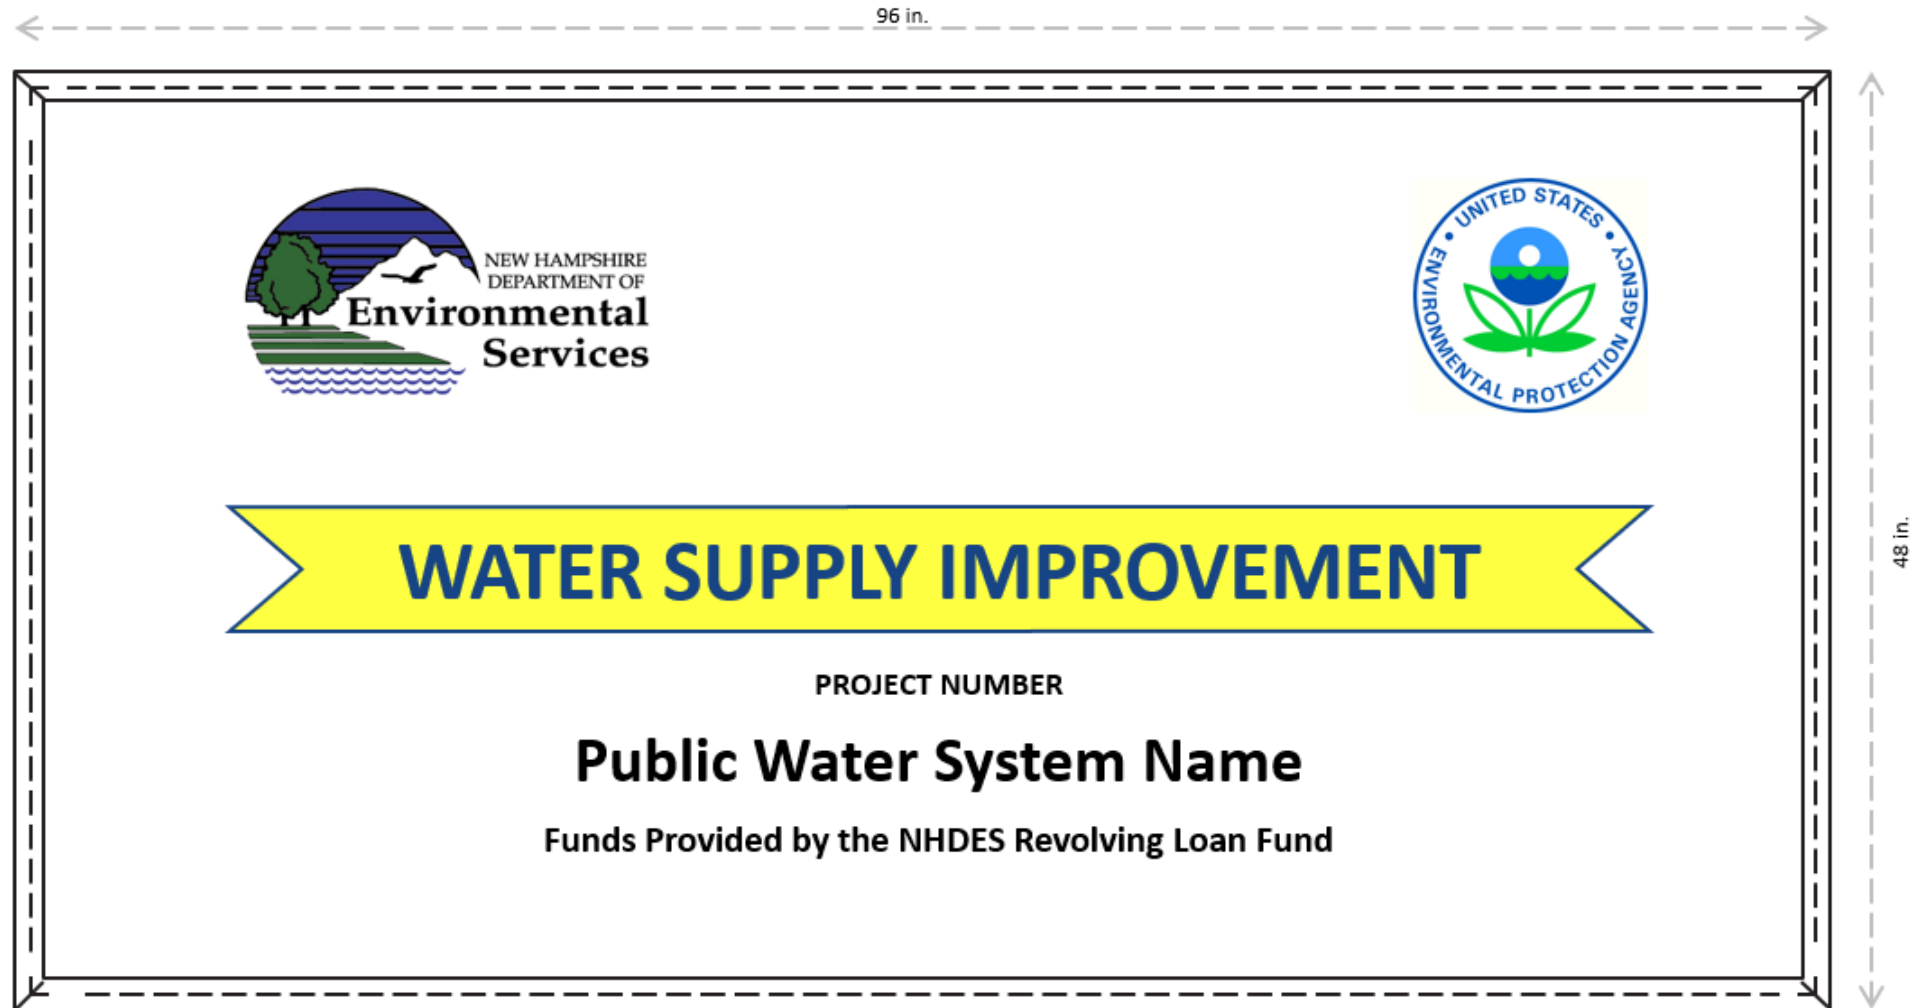 96 in.
NEW HAMPSHIRE
DEPARTMENT OF
Environmental
Services
• UNITED STATES •
ENVIRONMENTAL PROTECTION AGENCY
48 in.
WATER SUPPLY IMPROVEMENT
PROJECT NUMBER
Public Water System Name
Funds Provided by the NHDES Revolving Loan Fund